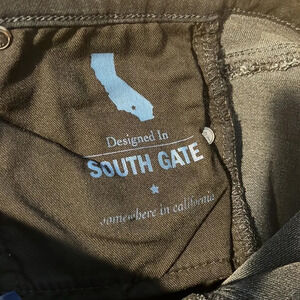 Designed In
SOUTH GATE
somewhere in california